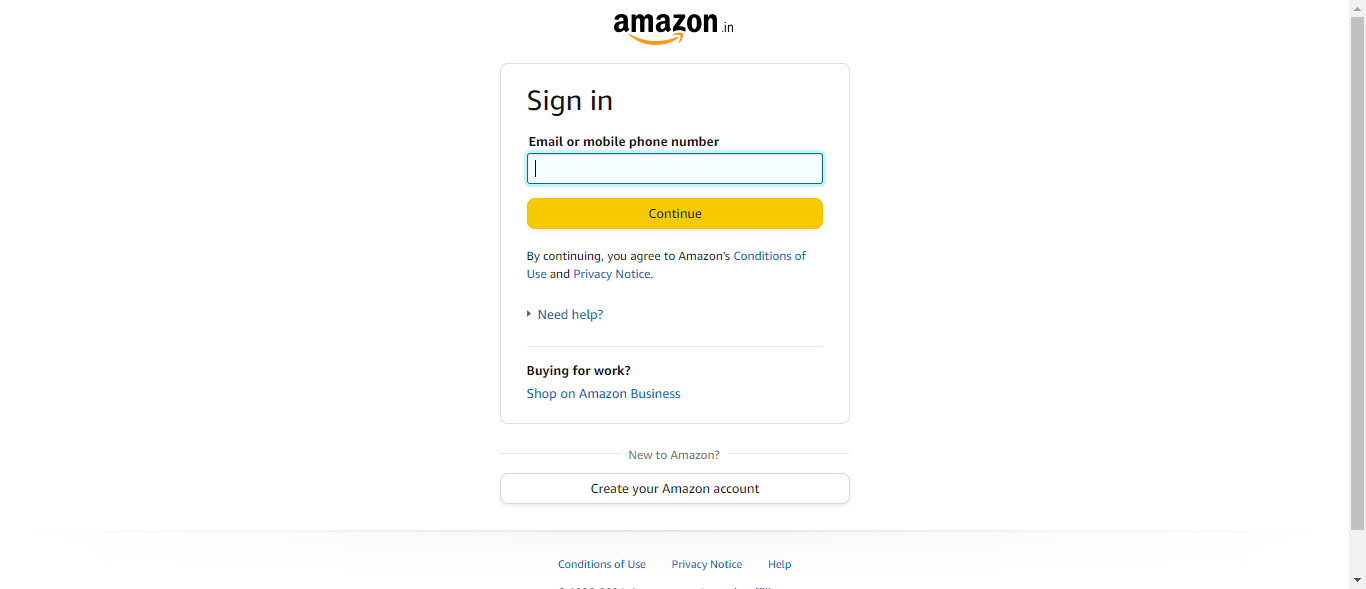 amazon.in
Sign in
Email or mobile phone number
Continue
By continuing, you agree to Amazon's Conditions of
Use and Privacy Notice.
Need help?
Buying for work?
Shop on Amazon Business
New to Amazon?
Create your Amazon account
Conditions of Use Privacy Notice Help